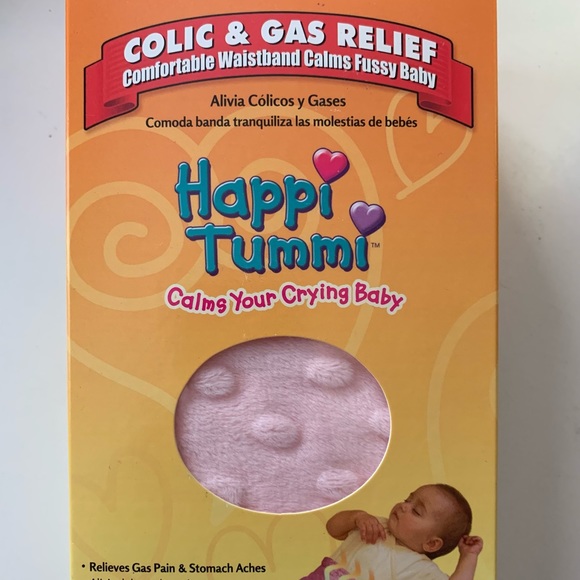 COLIC & GAS RELIEF
Comfortable Waistband Calms Fussy Baby
Alivia Cólicos y Gases
Comoda banda tranquiliza las molestias de bebés
Happi
Tummi™
Calms Your Crying Baby
• Relieves Gas Pain & Stomach Aches